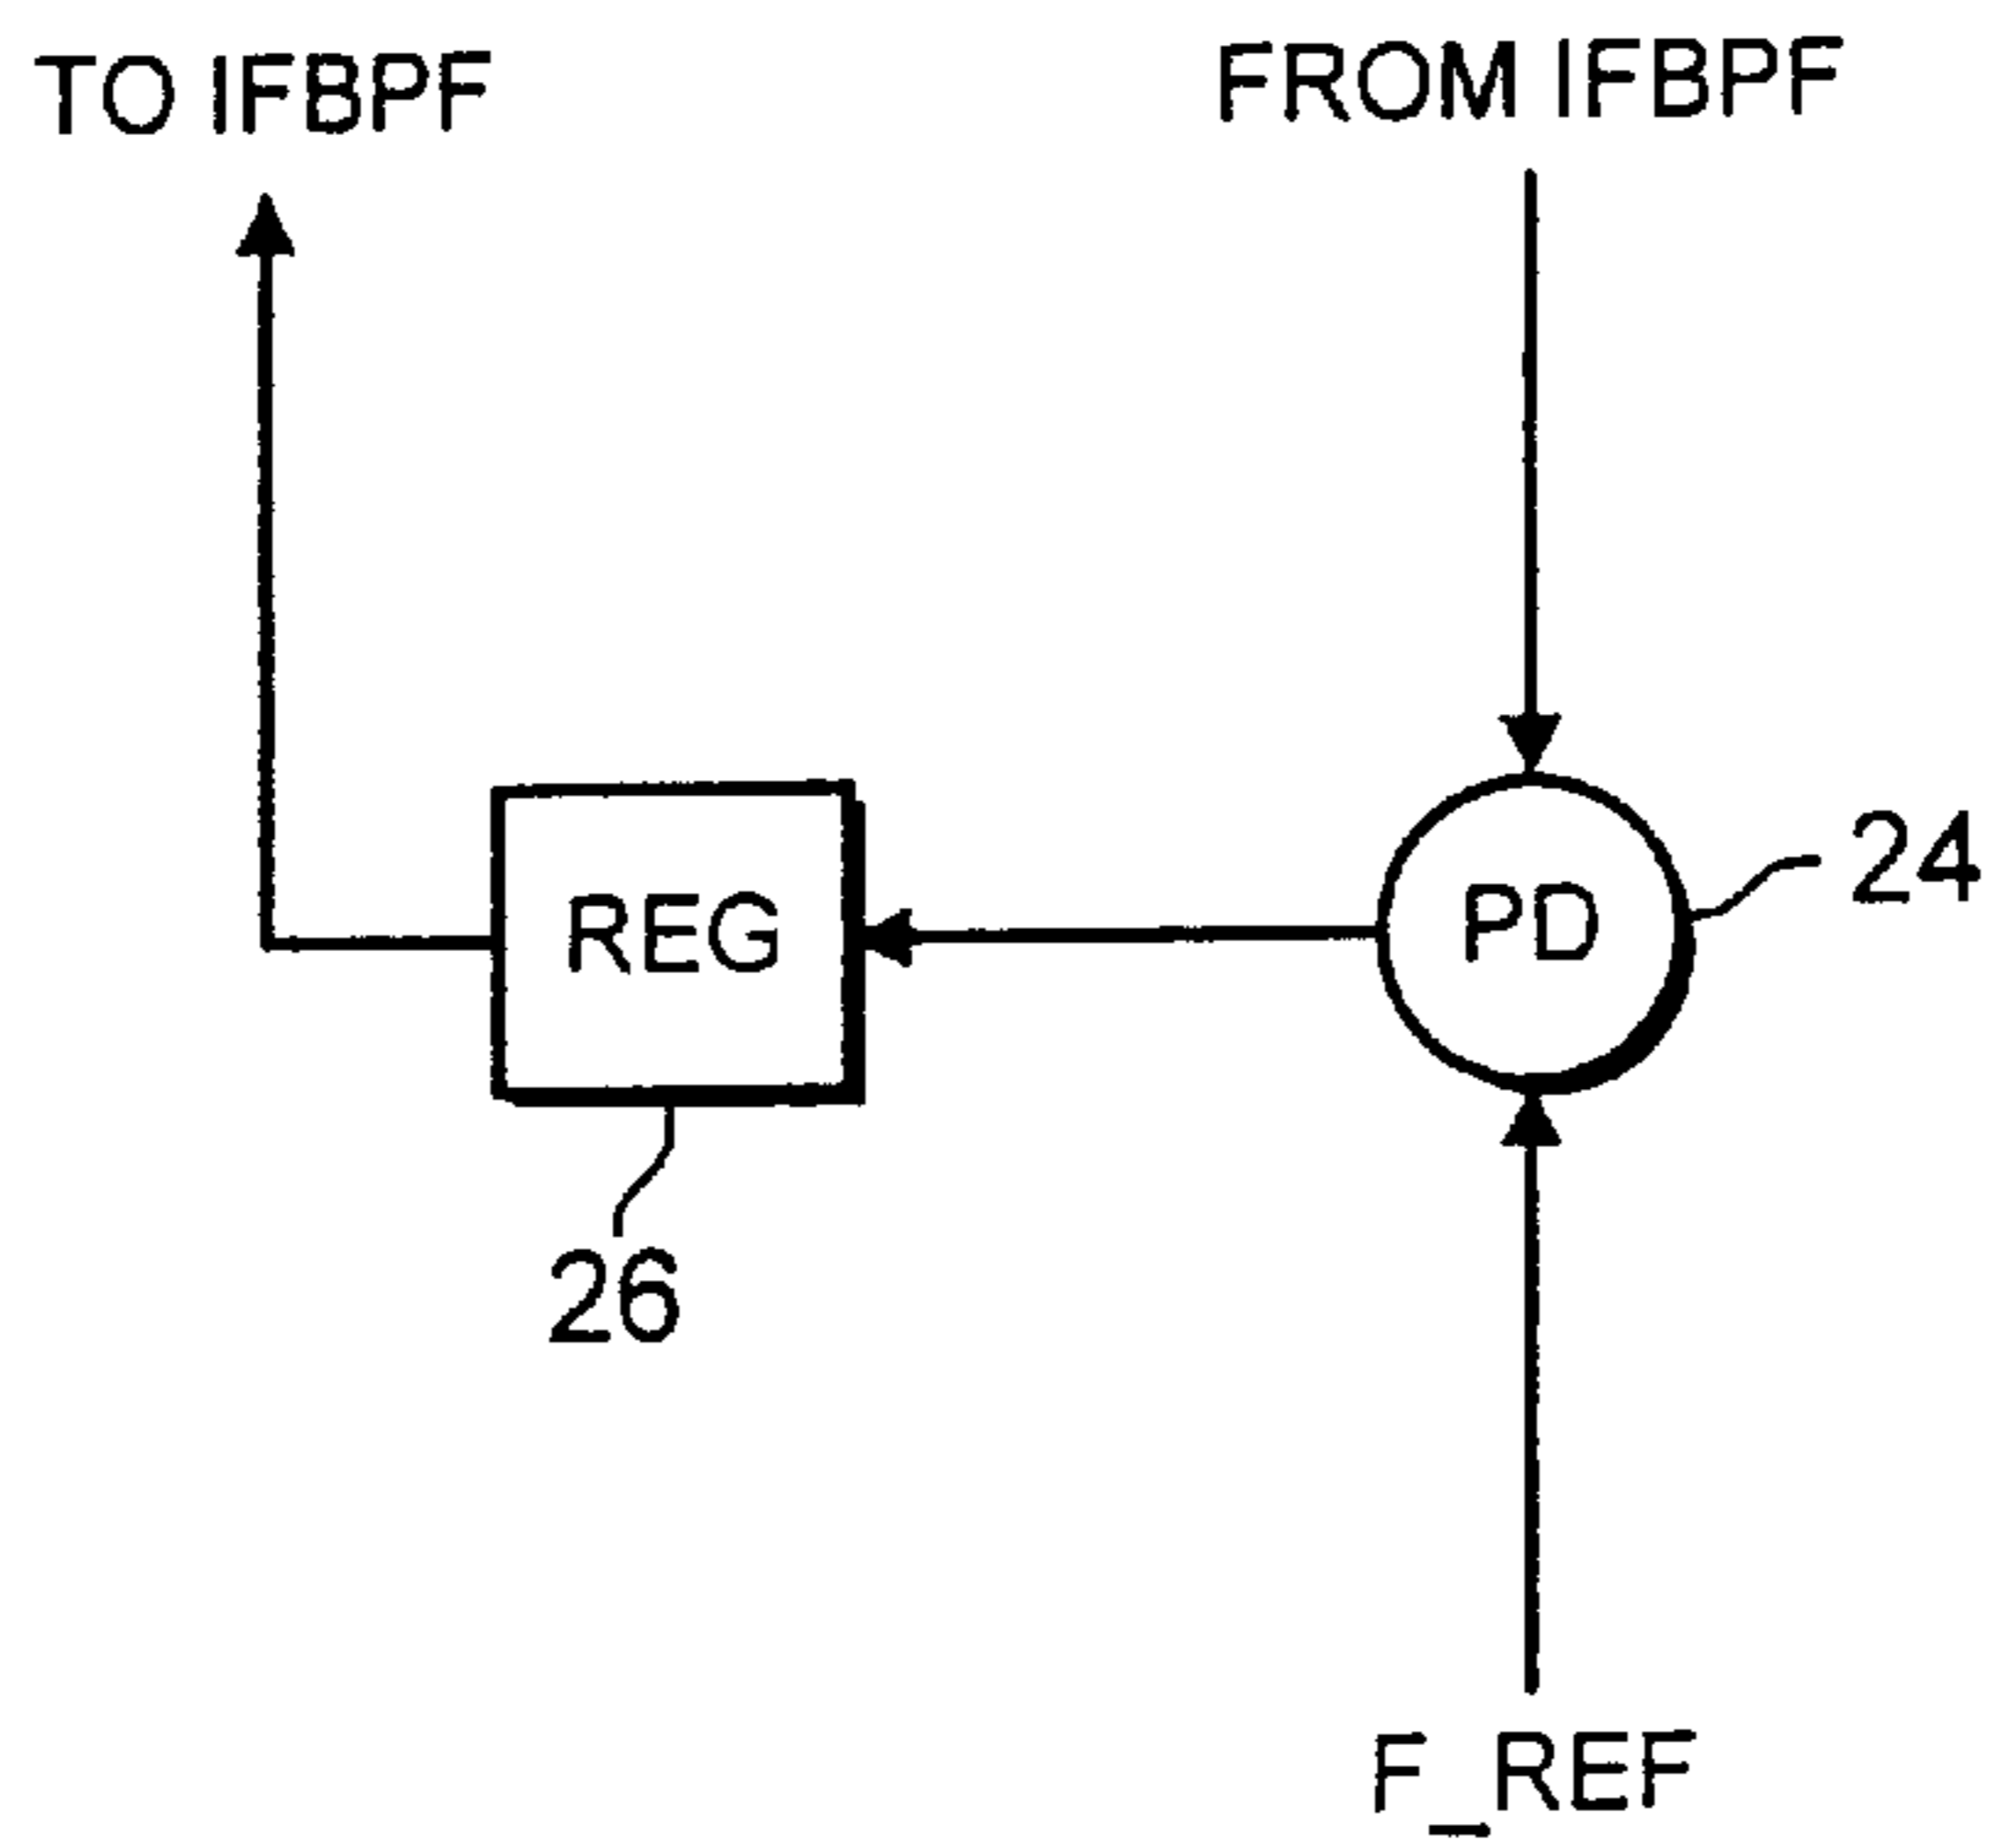 TO IFBPF
FROM IFBPF
24
PD
REG
26
F_REF